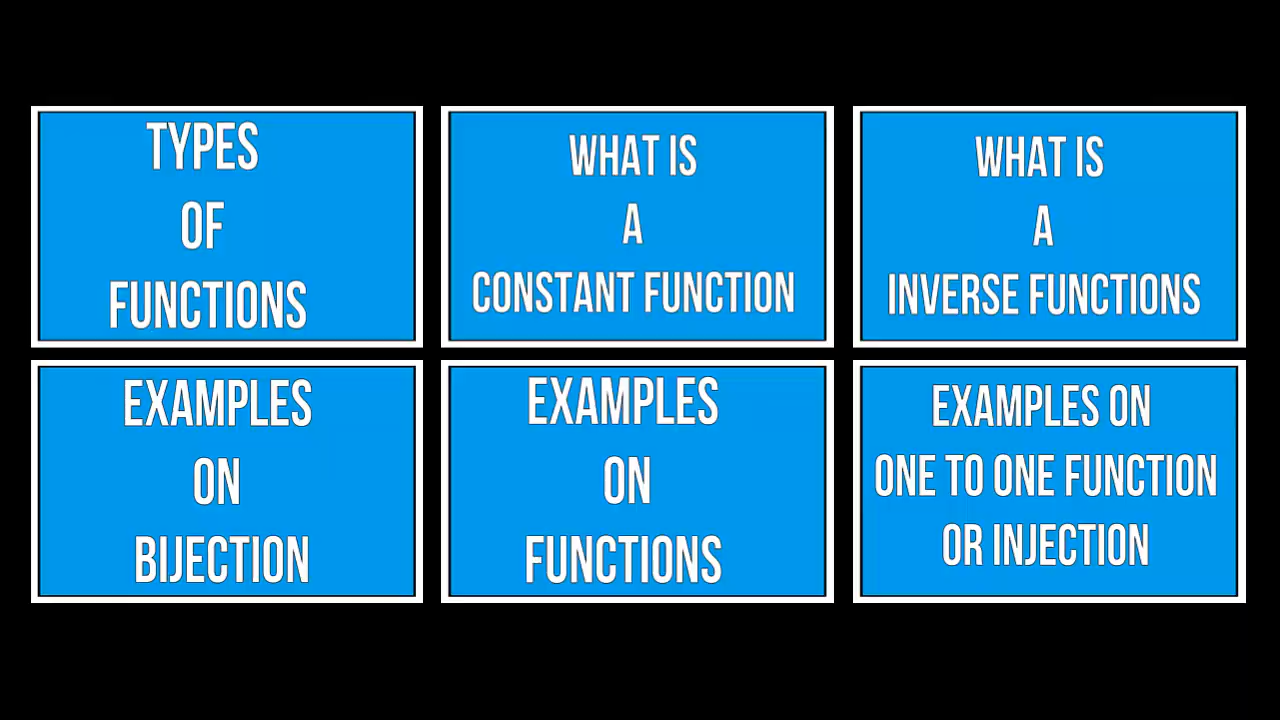 TYPES
OF
FUNCTIONS
WHAT IS
A
CONSTANT FUNCTION
WHAT IS
A
INVERSE FUNCTIONS
EXAMPLES
ON
BIJECTION
EXAMPLES
ON
FUNCTIONS
EXAMPLES ON
ONE TO ONE FUNCTION
OR INJECTION